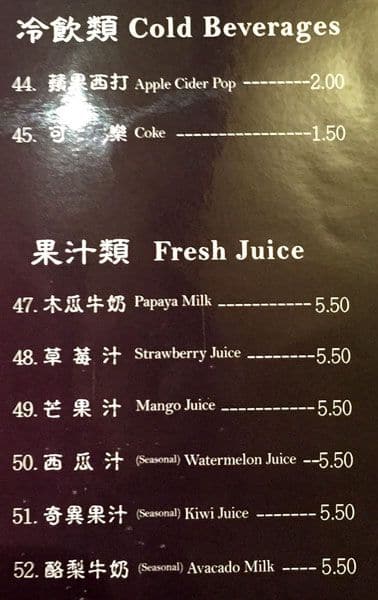 冷飲類 Cold Beverages
44. 蘋果西打 Apple Cider Pop --------2.00
45. 可 樂 Coke -----------------1.50
果汁類 Fresh Juice
47. 木瓜牛奶 Papaya Milk -----------5.50
48. 草莓汁 Strawberry Juice --------5.50
49. 芒果汁 Mango Juice -----------5.50
50. 西瓜汁 (Seasonal) Watermelon Juice --5.50
51. 奇異果汁 (Seasonal) Kiwi Juice -------5.50
52. 酪梨牛奶 (Seasonal) Avacado Milk ----5.50